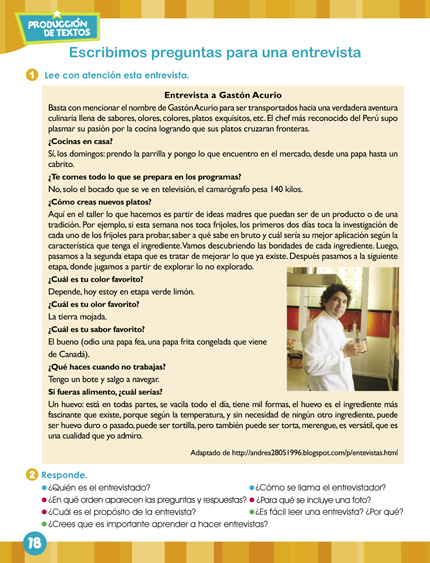 PRODUCCIÓN
DE TEXTOS
Escribimos preguntas para una entrevista
1 Lee con atención esta entrevista.
Entrevista a Gastón Acurio
Basta con mencionar el nombre de Gastón Acurio para ser transportados hacia una verdadera aventura
culinaria llena de sabores, olores, colores, platos exquisitos, etc. El chef más reconocido del Perú supo
plasmar su pasión por la cocina logrando que sus platos cruzaran fronteras.
¿Cocinas en casa?
Sí, los domingos: prendo la parrilla y pongo lo que encuentro en el mercado, desde una papa hasta un
cabrito.
¿Te comes todo lo que se prepara en los programas?
No, solo el bocado que se ve en televisión, el camarógrafo pesa 140 kilos.
¿Cómo creas nuevos platos?
Aquí en el taller lo que hacemos es partir de ideas madres que puedan ser de un producto o de una
tradición. Por ejemplo, si esta semana nos toca frijoles, los primeros dos días toca la investigación de
cada uno de los frijoles para probar, saber a qué sabe en bruto y cuál sería su mejor aplicación según la
característica que tenga el ingrediente. Vamos descubriendo las bondades de cada ingrediente. Luego,
pasamos a la segunda etapa que es tratar de mejorar lo que ya existe. Después pasamos a la siguiente
etapa, donde jugamos a partir de explorar lo no explorado.
¿Cuál es tu color favorito?
Depende, hoy estoy en etapa verde limón.
¿Cuál es tu olor favorito?
La tierra mojada.
¿Cuál es tu sabor favorito?
El bueno (odio una papa fea, una papa frita congelada que viene
de Canadá).
¿Qué haces cuando no trabajas?
Tengo un bote y salgo a navegar.
Si fueras alimento, ¿cuál serías?
Un huevo: está en todas partes, se vacila todo el día, tiene mil formas, el huevo es el ingrediente más
fascinante que existe, porque según la temperatura, y sin necesidad de ningún otro ingrediente, puede
ser huevo duro o pasado, puede ser tortilla, pero también puede ser torta, merengue, es versátil, que es
una cualidad que yo admiro.
Adaptado de http://andrea28051996.blogspot.com/p/entevistas.html
2 Responde.
• ¿Quién es el entrevistado? • ¿Cómo se llama el entrevistador?
• ¿En qué orden aparecen las preguntas y respuestas? • ¿Para qué se incluye una foto?
• ¿Cuál es el propósito de la entrevista? • ¿Es fácil leer una entrevista? ¿Por qué?
• ¿Crees que es importante aprender a hacer entrevistas?
18